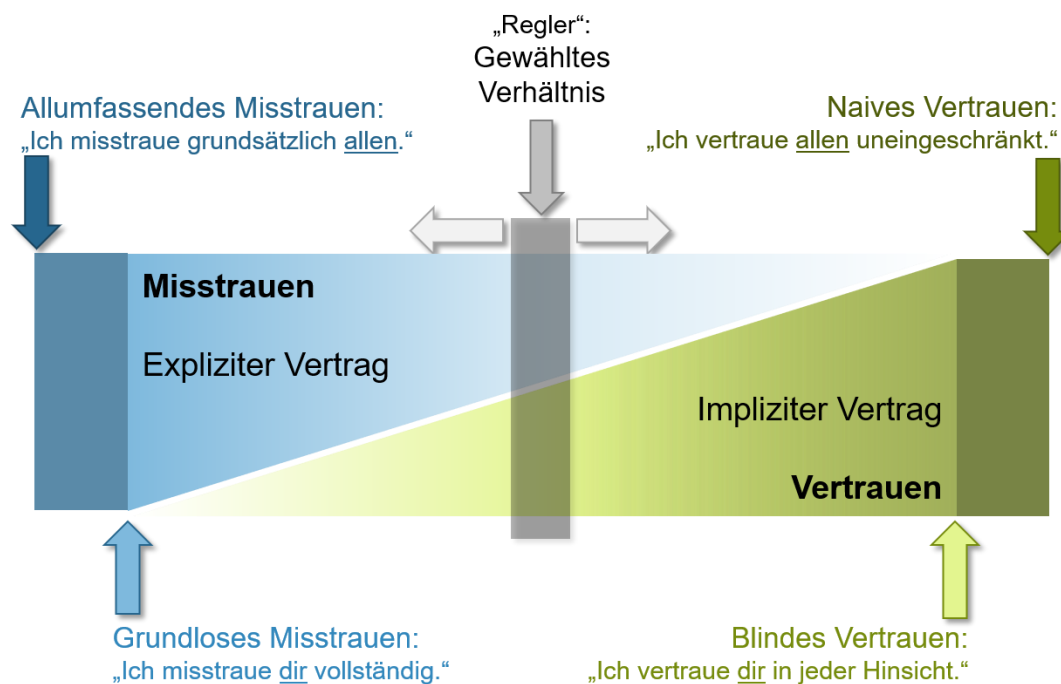 „Regler“:
Gewähltes
Verhältnis
Allumfassendes Misstrauen:
„Ich misstraue grundsätzlich allen.“
Naives Vertrauen:
„Ich vertraue allen uneingeschränkt.“
Misstrauen
Expliziter Vertrag
Impliziter Vertrag
Vertrauen
Grundloses Misstrauen:
„Ich misstraue dir vollständig.“
Blindes Vertrauen:
„Ich vertraue dir in jeder Hinsicht.“